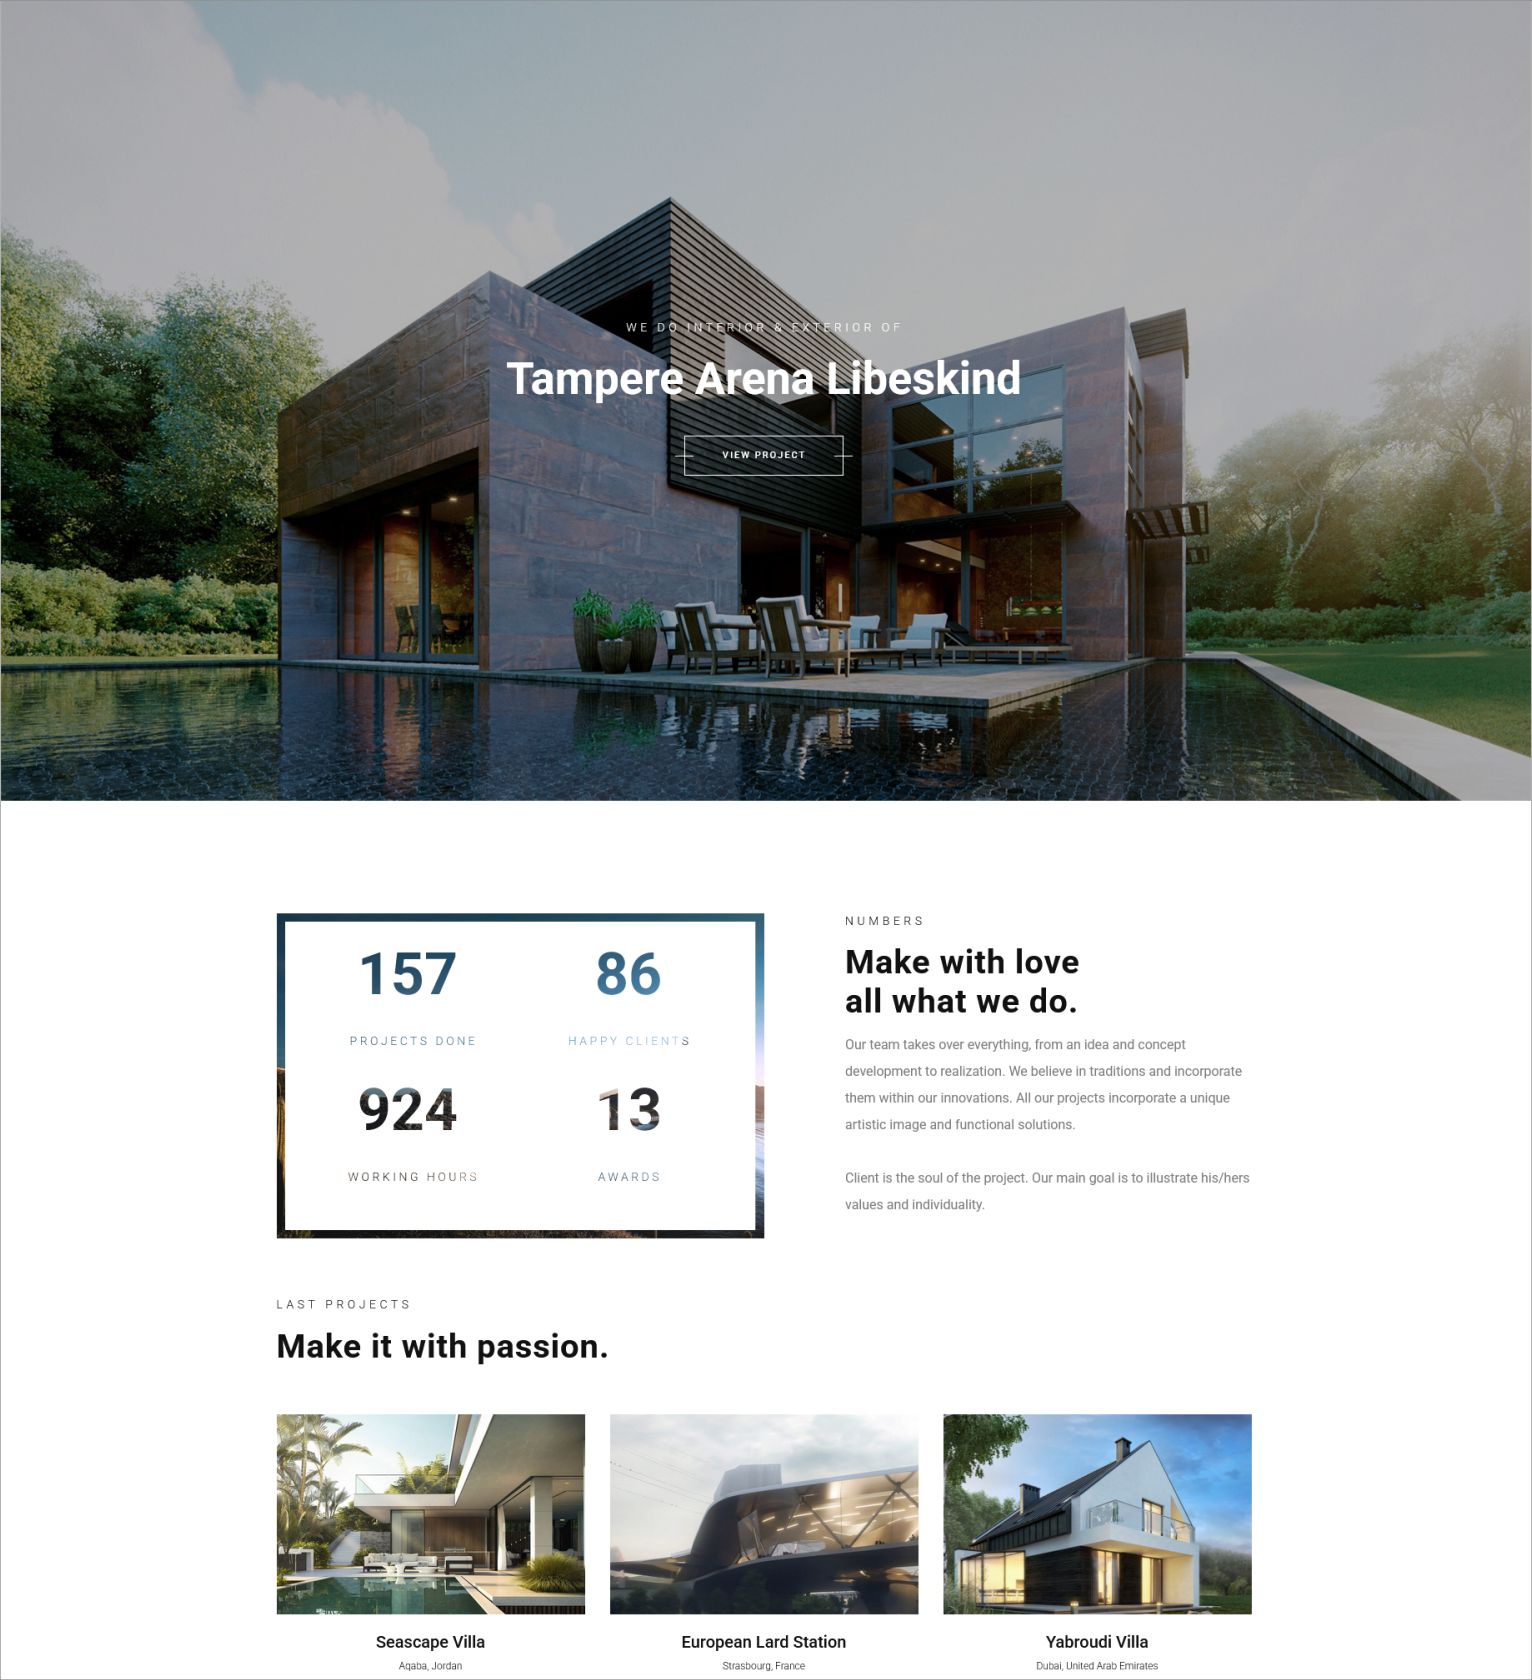 WE DO INTERIOR & EXTERIOR OF
Tampere Arena Libeskind
VIEW PROJECT
157
PROJECTS DONE
86
HAPPY CLIENTS
924
WORKING HOURS
13
AWARDS
NUMBERS
Make with love
all what we do.
Our team takes over everything, from an idea and concept
development to realization. We believe in traditions and incorporate
them within our innovations. All our projects incorporate a unique
artistic image and functional solutions.
Client is the soul of the project. Our main goal is to illustrate his/hers
values and individuality.
LAST PROJECTS
Make it with passion.
Seascape Villa
Aqaba, Jordan
European Lard Station
Strasbourg, France
Yabroudi Villa
Dubai, United Arab Emirates